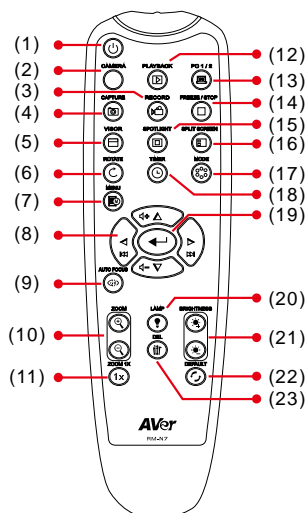 (1)
(2)
(3)
(4)
(5)
(6)
(7)
(8)
(9)
(10)
(11)
CAMERA PLAYBACK PC 1 / 2
CAPTURE RECORD FREEZE / STOP
VISOR SPOTLIGHT SPLIT SCREEN
ROTATE TIMER MODE
MENU
AUTO FOCUS
ZOOM LAMP BRIGHTNESS
DEL
ZOOM 1X DEFAULT
1x
AVer
RM-N7
(12)
(13)
(14)
(15)
(16)
(17)
(18)
(19)
(20)
(21)
(22)
(23)